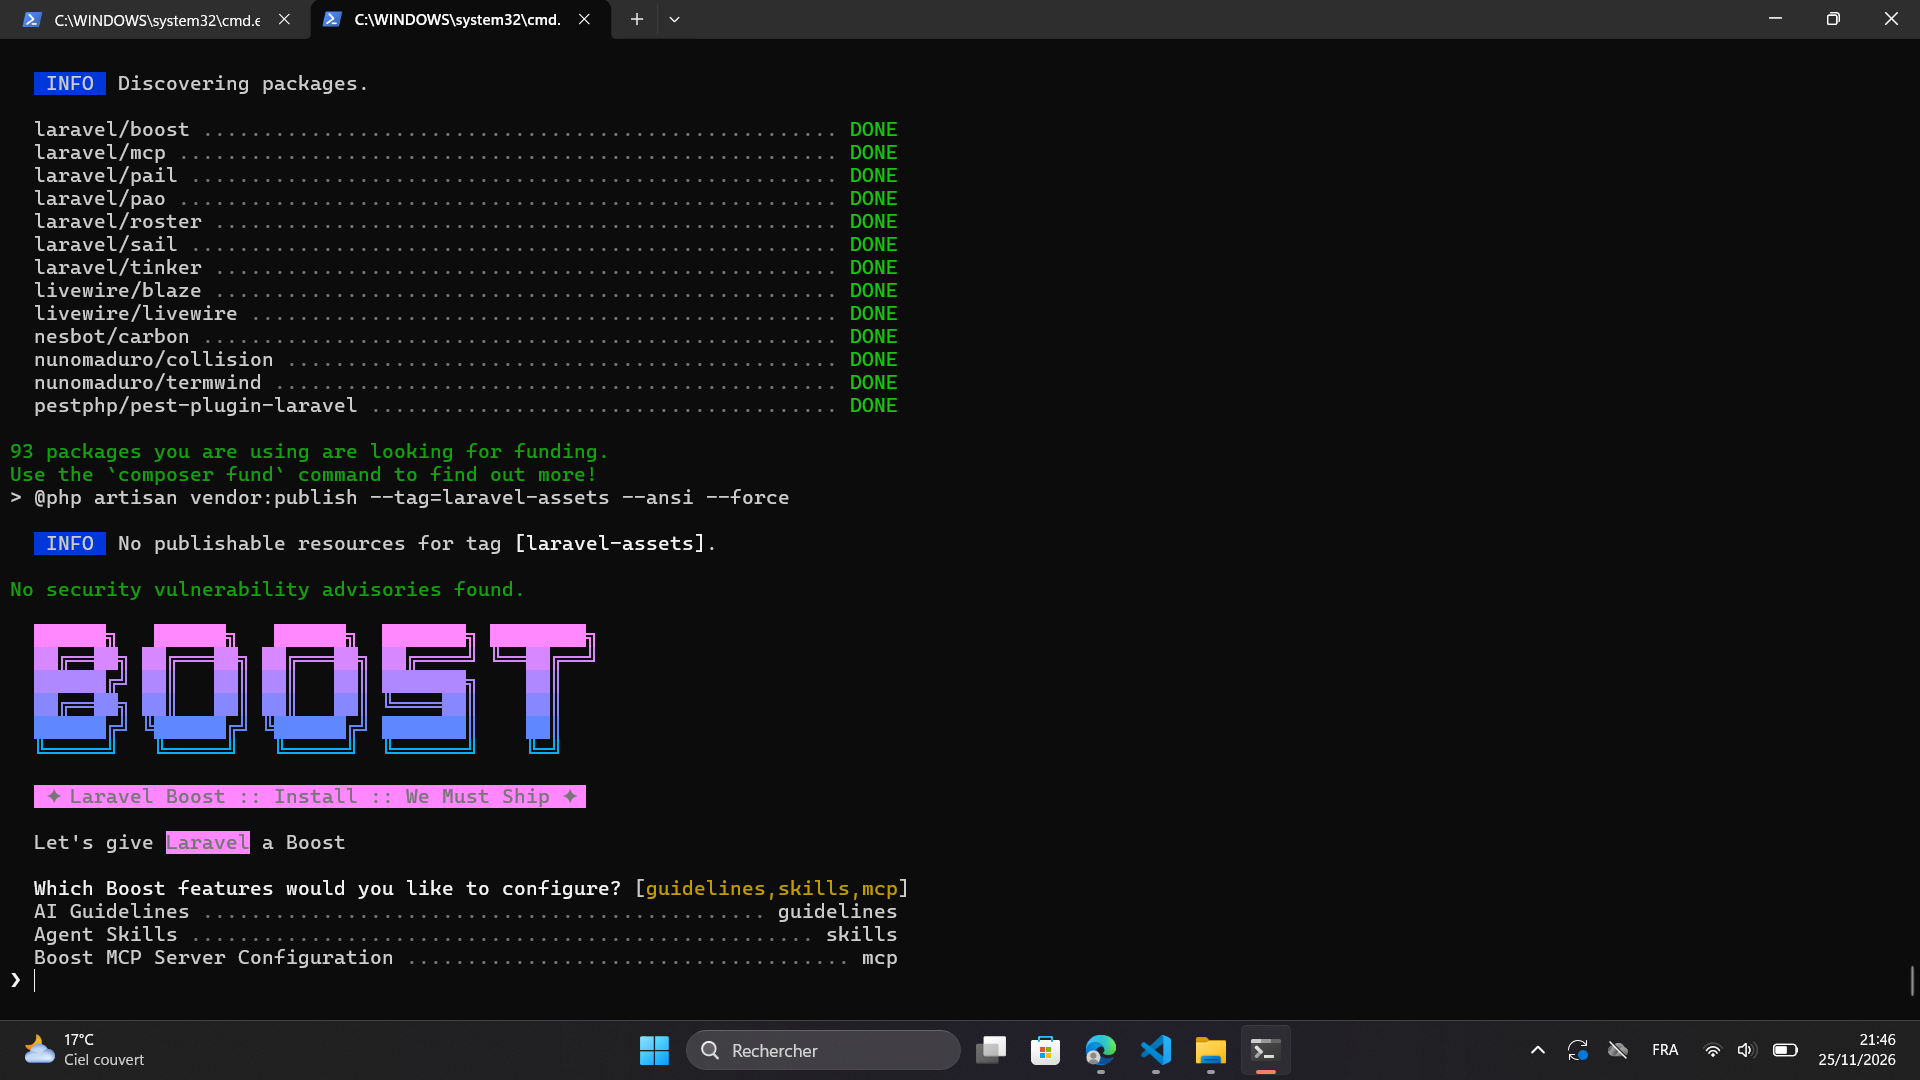 C:\WINDOWS\system32\cmd.e
C:\WINDOWS\system32\cmd.
INFO Discovering packages.
laravel/boost ..................................................... DONE
laravel/mcp ....................................................... DONE
laravel/pail ...................................................... DONE
laravel/pao ....................................................... DONE
laravel/roster .................................................... DONE
laravel/sail ...................................................... DONE
laravel/tinker .................................................... DONE
livewire/blaze .................................................... DONE
livewire/livewire ................................................. DONE
nesbot/carbon ..................................................... DONE
nunomaduro/collision .............................................. DONE
nunomaduro/termwind ............................................... DONE
pestphp/pest-plugin-laravel ....................................... DONE
93 packages you are using are looking for funding.
Use the `composer fund` command to find out more!
> @php artisan vendor:publish --tag=laravel-assets --ansi --force
INFO No publishable resources for tag [laravel-assets].
No security vulnerability advisories found.
BOOST
✦ Laravel Boost :: Install :: We Must Ship ✦
Let's give Laravel a Boost
Which Boost features would you like to configure? [guidelines,skills,mcp]
AI Guidelines ............................................... guidelines
Agent Skills .................................................... skills
Boost MCP Server Configuration ..................................... mcp
❯
17°C
Ciel couvert
Rechercher
FRA
21:46
25/11/2026